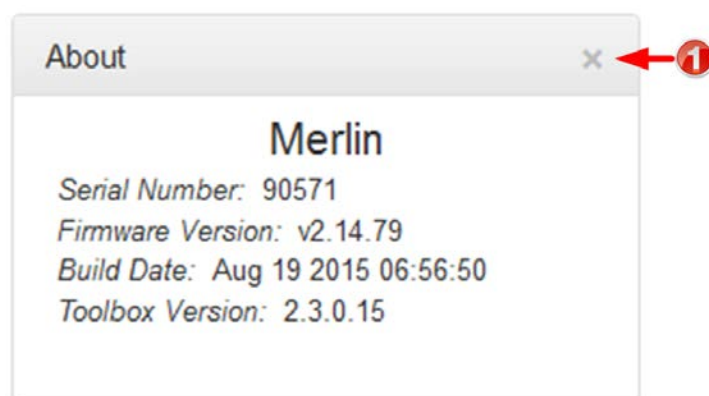 About × 1
Merlin
Serial Number: 90571
Firmware Version: v2.14.79
Build Date: Aug 19 2015 06:56:50
Toolbox Version: 2.3.0.15